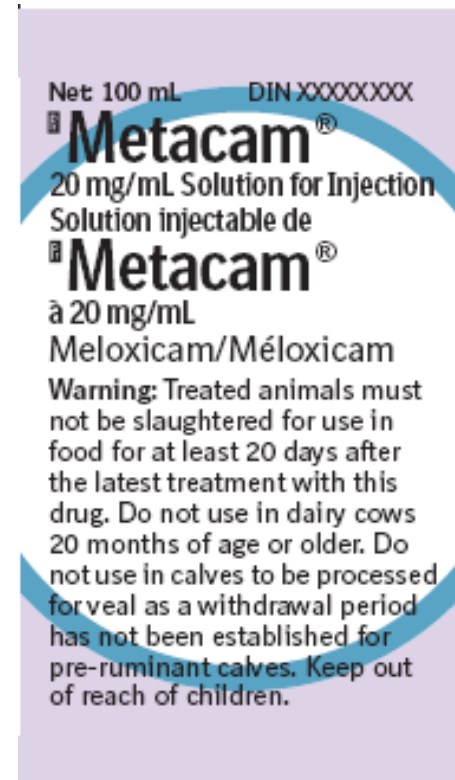 Net: 100 mL DIN XXXXXXXX
Metacam®
20 mg/mL Solution for Injection
Solution injectable de
Metacam®
à 20 mg/mL
Meloxicam/Méloxicam
Warning: Treated animals must
not be slaughtered for use in
food for at least 20 days after
the latest treatment with this
drug. Do not use in dairy cows
20 months of age or older. Do
not use in calves to be processed
for veal as a withdrawal period
has not been established for
pre-ruminant calves. Keep out
of reach of children.